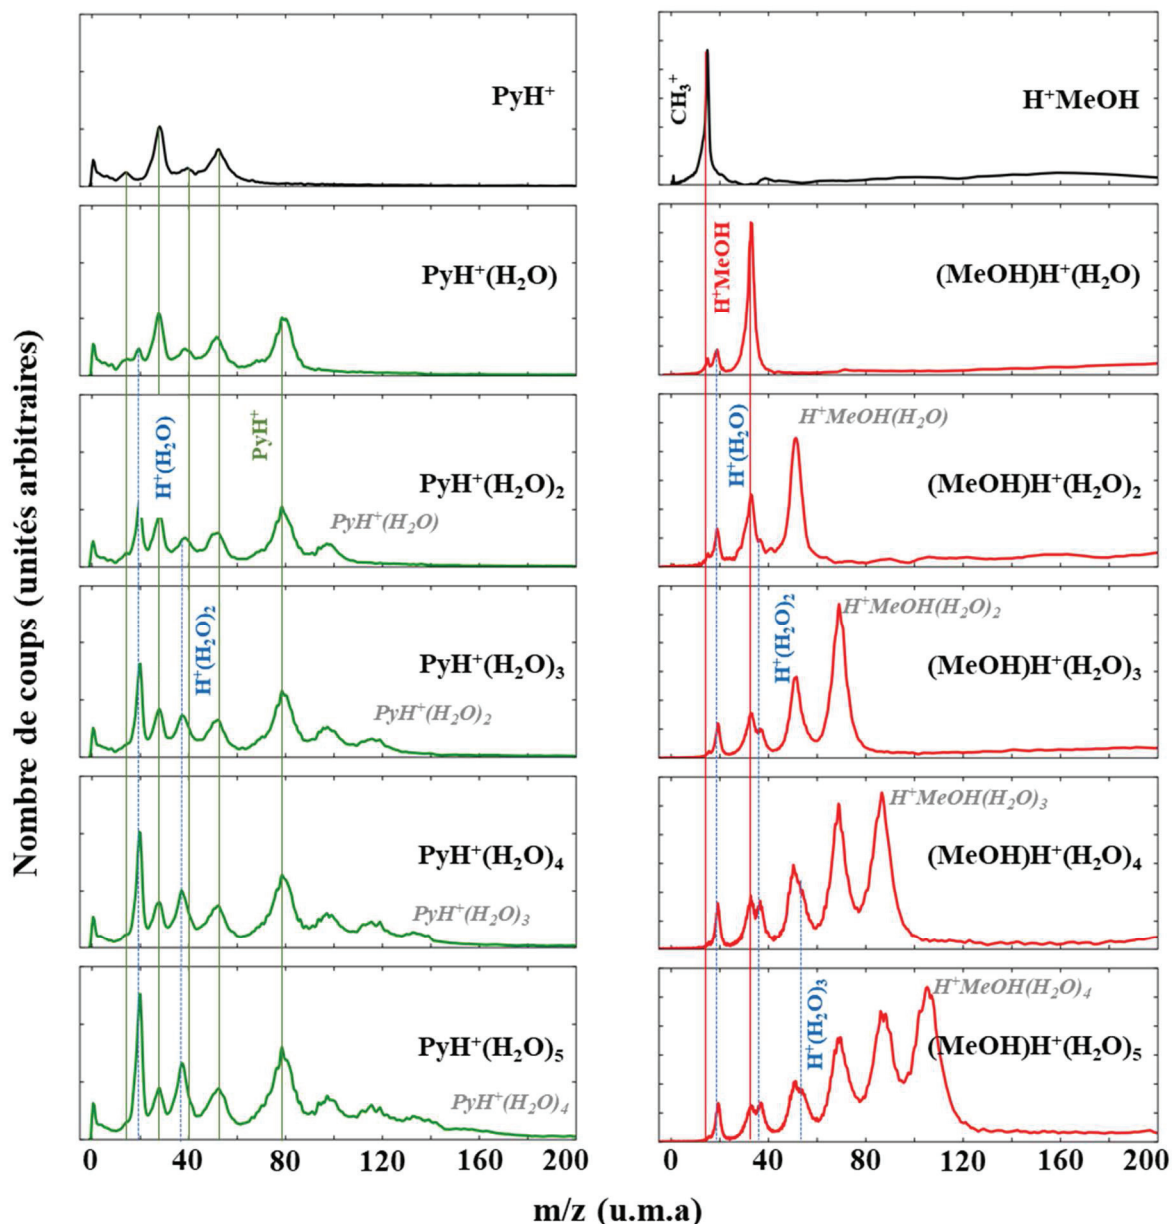 Nombre de coups (unités arbitraires)
PyH⁺
PyH⁺(H₂O)
PyH⁺(H₂O)₂
H⁺(H₂O)
PyH⁺
PyH⁺(H₂O)
PyH⁺(H₂O)₃
H⁺(H₂O)₂
PyH⁺(H₂O)₂
PyH⁺(H₂O)₄
PyH⁺(H₂O)₃
PyH⁺(H₂O)₅
PyH⁺(H₂O)₄
0 40 80 120 160 200
CH₃⁺
H⁺MeOH
H⁺MeOH
(MeOH)H⁺(H₂O)
H⁺(H₂O)
H⁺MeOH(H₂O)
(MeOH)H⁺(H₂O)₂
H⁺(H₂O)₂
H⁺MeOH(H₂O)₂
(MeOH)H⁺(H₂O)₃
H⁺MeOH(H₂O)₃
(MeOH)H⁺(H₂O)₄
H⁺(H₂O)₃
H⁺MeOH(H₂O)₄
(MeOH)H⁺(H₂O)₅
0 40 80 120 160 200
m/z (u.m.a)